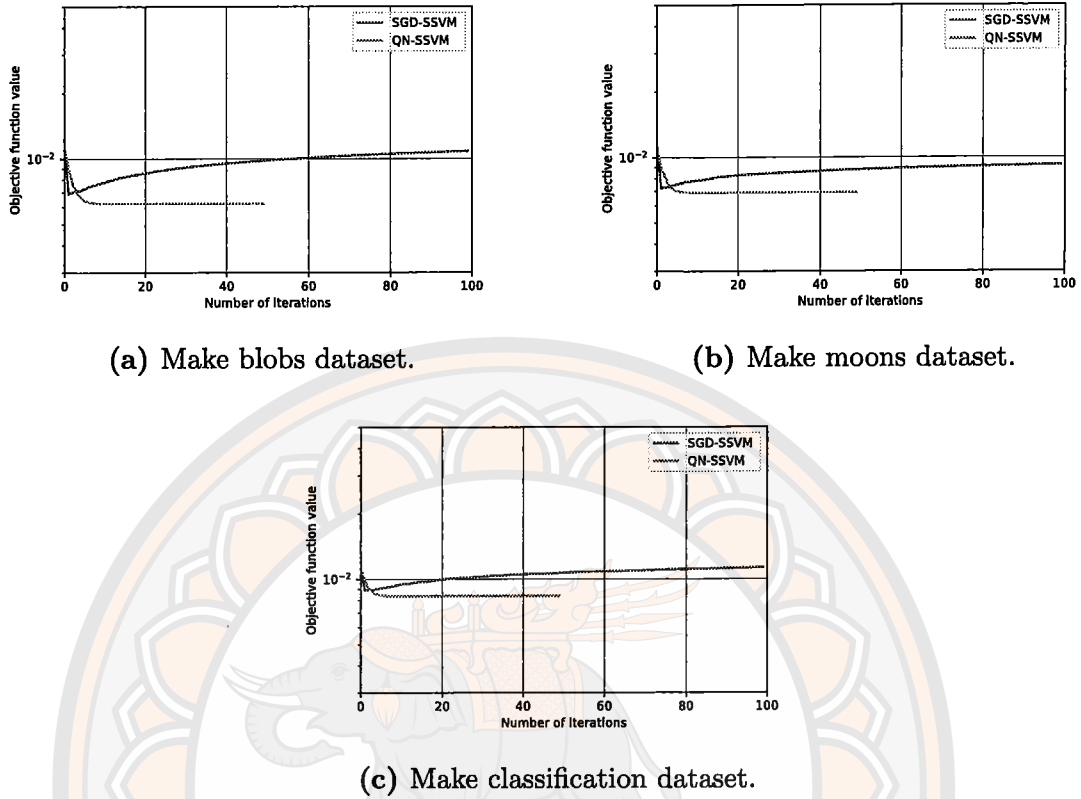 SGD-SSVM
QN-SSVM
Objective function value
10⁻²
0 20 40 60 80 100
Number of iterations
(a) Make blobs dataset.
SGD-SSVM
QN-SSVM
Objective function value
10⁻²
0 20 40 60 80 100
Number of iterations
(b) Make moons dataset.
SGD-SSVM
QN-SSVM
Objective function value
10⁻²
0 20 40 60 80 100
Number of iterations
(c) Make classification dataset.